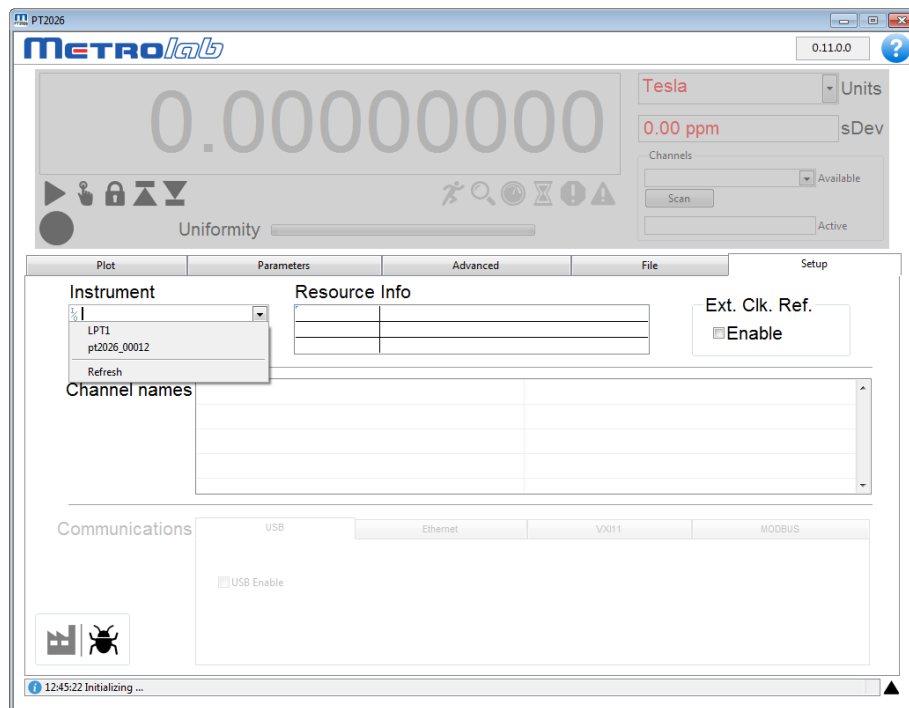 PT2026
METROlab
0.11.0.0
?
0.00000000
Tesla
Units
0.00 ppm
sDev
Channels
Available
Scan
Active
Uniformity
Plot
Parameters
Advanced
File
Setup
Instrument
Resource Info
Ext. Clk. Ref.
Enable
LPT1
pt2026_00012
Refresh
Channel names
Communications
USB
Ethernet
VXI11
MODBUS
USB Enable
12:45:22 Initializing ...